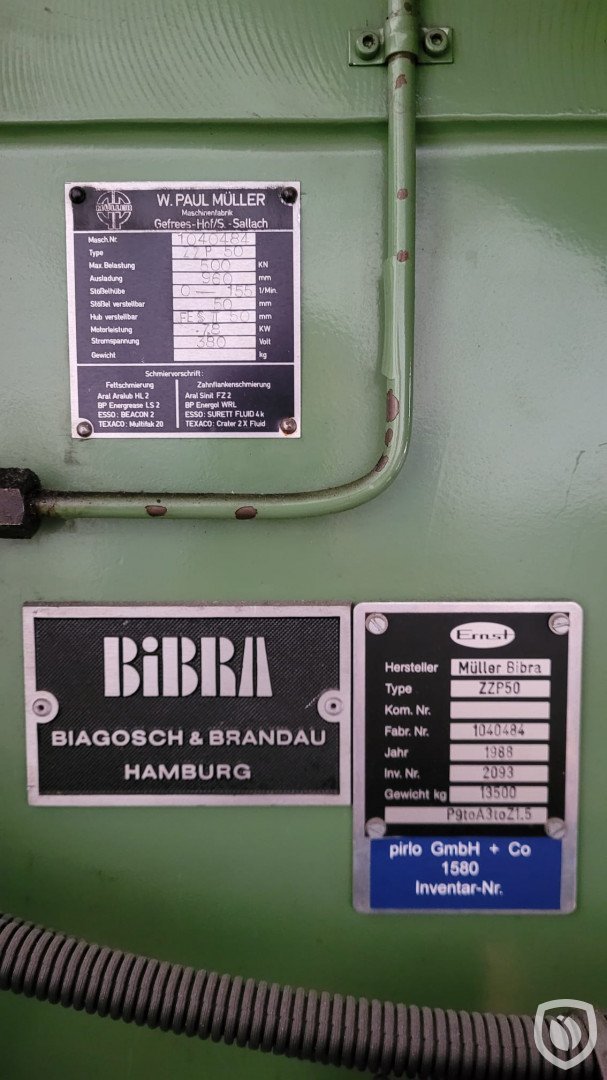 MÜLLER
W. PAUL MÜLLER
Maschinenfabrik
Gefrees-Hof/S.-Sallach
Masch.Nr. 1040484
Type ZZP 50
Max. Belastung 500 KN
Ausladung 960 mm
Stößelhübe 0 — 155 1/Min.
Stößel verstellbar 50 mm
Hub verstellbar FEST 50 mm
Motorleistung 7,8 KW
Stromspannung 380 Volt
Gewicht kg
Schmiervorschrift:
Fettschmierung
Aral Aralub HL 2
BP Energrease LS 2
ESSO: BEACON 2
TEXACO: Multifak 20
Zahnflankenschmierung
Aral Sinit FZ 2
BP Energol WRL
ESSO: SURETT FLUID 4 k
TEXACO: Crater 2 X Fluid
BiBRA
BIAGOSCH & BRANDAU
HAMBURG
Ernst
Hersteller Müller Bibra
Type ZZP50
Kom. Nr.
Fabr. Nr. 1040484
Jahr 1988
Inv. Nr. 2093
Gewicht kg 13500
P9toA3toZ1.5
pirlo GmbH + Co
1580
Inventar-Nr.